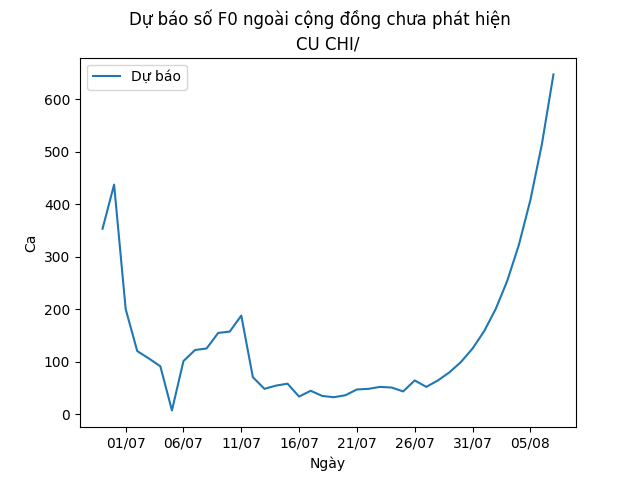 Dự báo số F0 ngoài cộng đồng chưa phát hiện
CU CHI/
Dự báo
600
500
400
300
200
100
0
Ca
01/07 06/07 11/07 16/07 21/07 26/07 31/07 05/08
Ngày